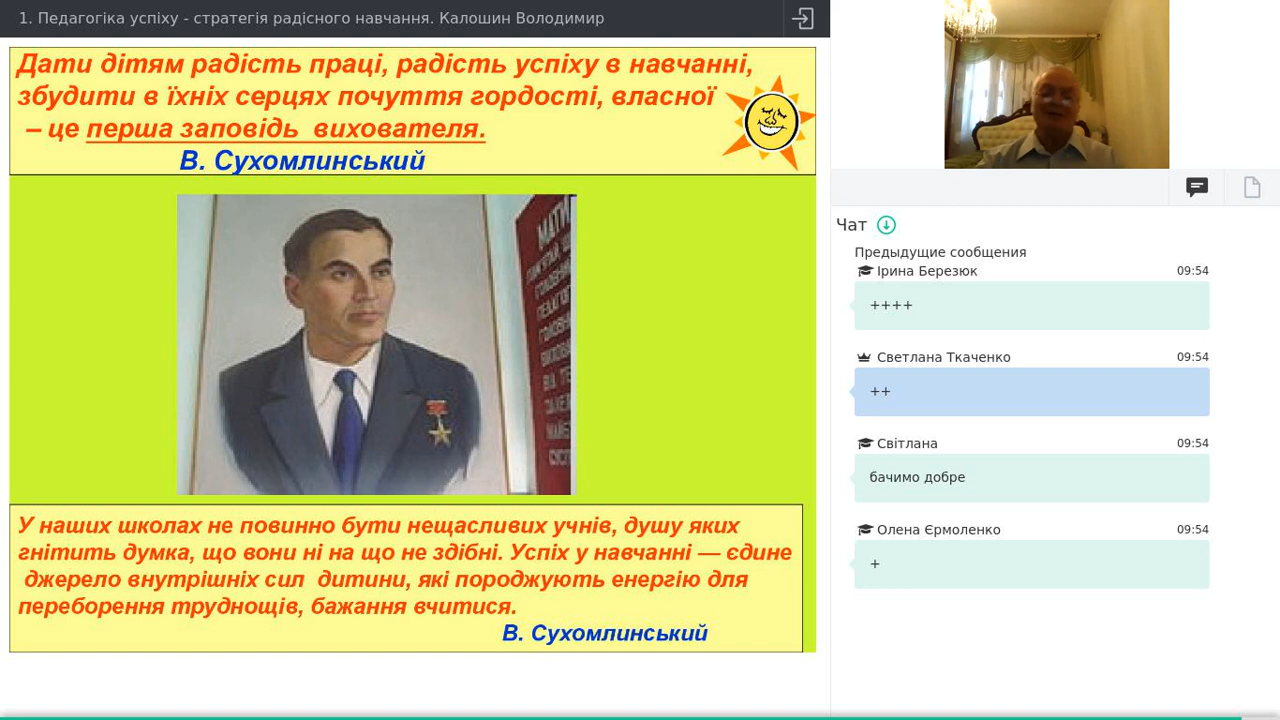 1. Педагогіка успіху - стратегія радісного навчання. Калошин Володимир
Дати дітям радість праці, радість успіху в навчанні,
збудити в їхніх серцях почуття гордості, власної
– це перша заповідь вихователя.
В. Сухомлинський
МАТИ
У наших школах не повинно бути нещасливих учнів, душу яких
гнітить думка, що вони ні на що не здібні. Успіх у навчанні — єдине
джерело внутрішніх сил дитини, які породжують енергію для
переборення труднощів, бажання вчитися.
В. Сухомлинський
Чат
Предыдущие сообщения
Ірина Березюк 09:54
++++
Светлана Ткаченко 09:54
++
Світлана 09:54
бачимо добре
Олена Єрмоленко 09:54
+